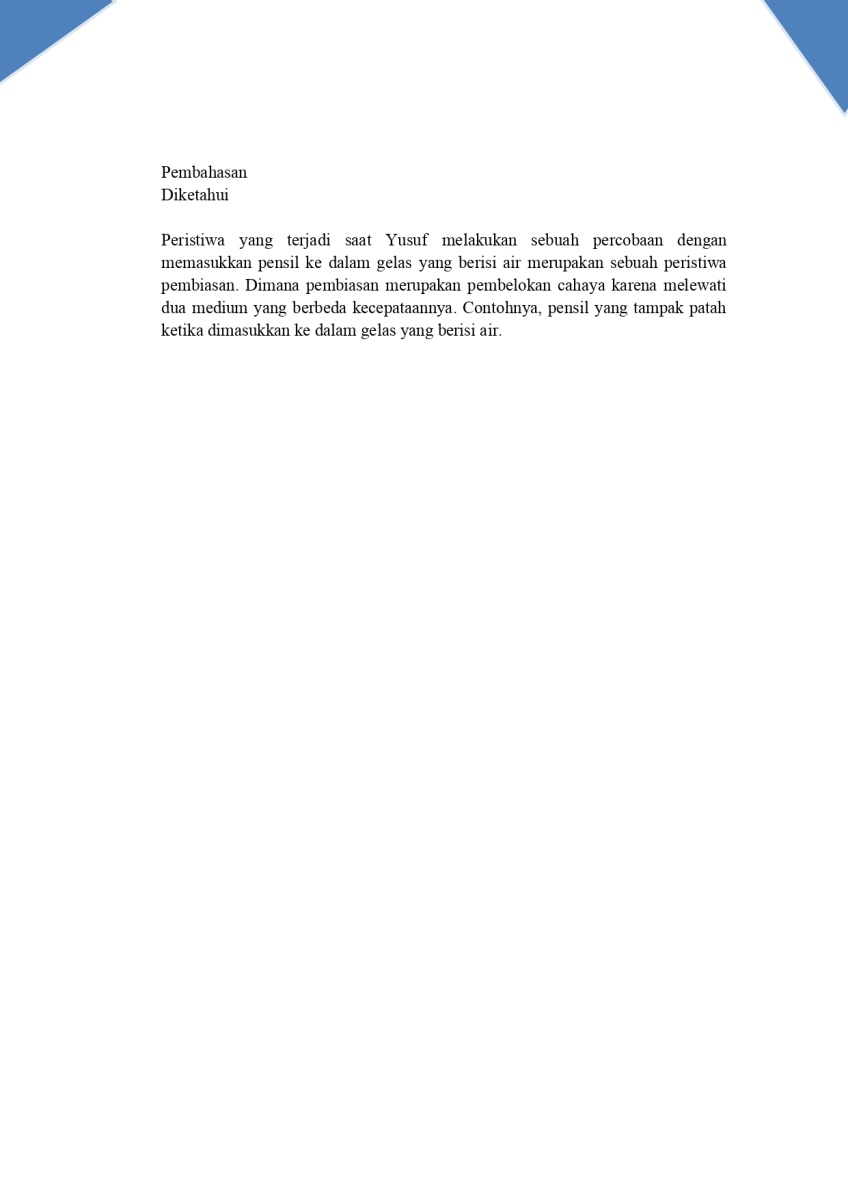 Pembahasan
Diketahui
Peristiwa yang terjadi saat Yusuf melakukan sebuah percobaan dengan
memasukkan pensil ke dalam gelas yang berisi air merupakan sebuah peristiwa
pembiasan. Dimana pembiasan merupakan pembelokan cahaya karena melewati
dua medium yang berbeda kecepataannya. Contohnya, pensil yang tampak patah
ketika dimasukkan ke dalam gelas yang berisi air.